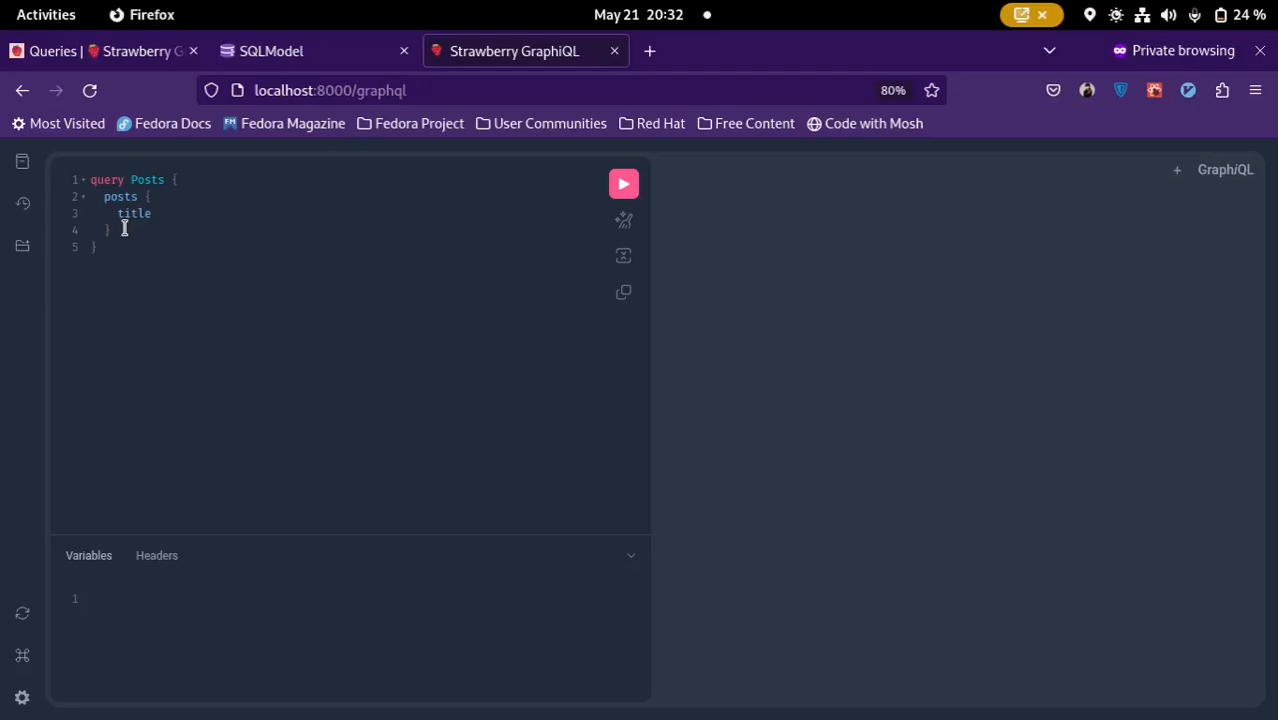 Activities Firefox May 21 20:32 24 %
Queries | 🍓 Strawberry G SQLModel Strawberry GraphiQL Private browsing
localhost:8000/graphql 80%
Most Visited Fedora Docs Fedora Magazine Fedora Project User Communities Red Hat Free Content Code with Mosh
+ GraphiQL
1 query Posts {
2 posts {
3 title
4 }
5 }
Variables Headers
1